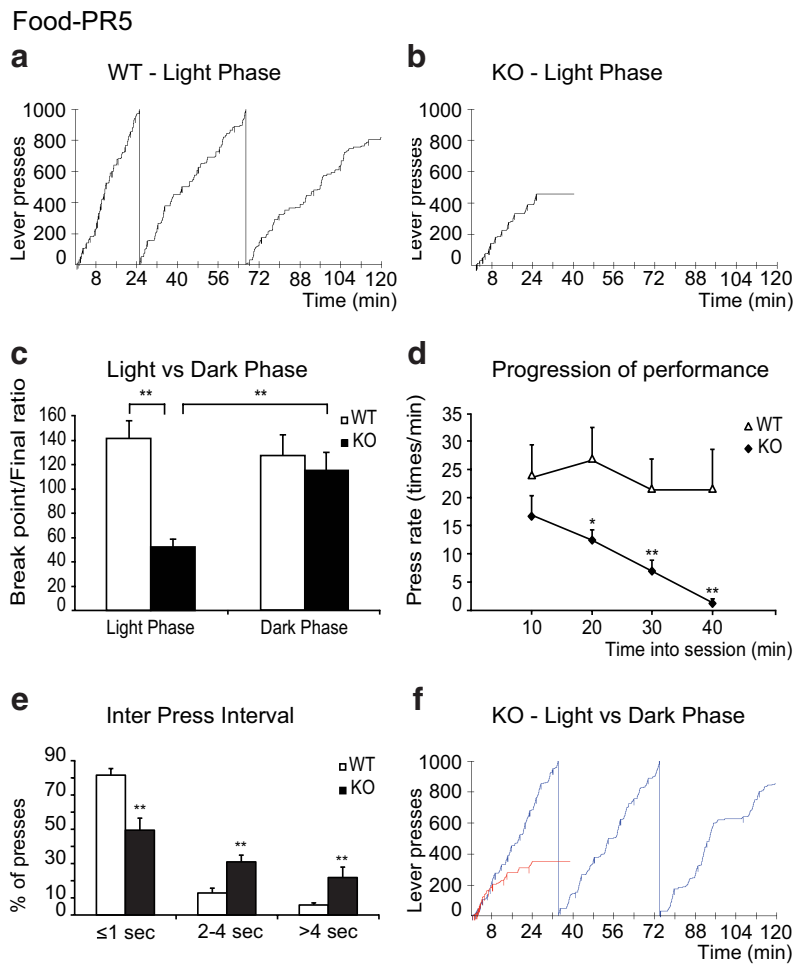 Food-PR5
a
WT - Light Phase
Lever presses
1000
800
600
400
200
0
8 24 40 56 72 88 104 120
Time (min)
b
KO - Light Phase
Lever presses
1000
800
600
400
200
0
8 24 40 56 72 88 104 120
Time (min)
c
Light vs Dark Phase
** **
WT
KO
Break point/Final ratio
160
140
120
100
80
60
40
20
0
Light Phase Dark Phase
d
Progression of performance
WT
KO
Press rate (times/min)
35
30
25
20
15
10
5
0
* ** **
10 20 30 40
Time into session (min)
e
Inter Press Interval
WT
KO
% of presses
90
70
50
30
10
0
** ** **
≤1 sec 2-4 sec >4 sec
f
KO - Light vs Dark Phase
Lever presses
1000
800
600
400
200
0
8 24 40 56 72 88 104 120
Time (min)